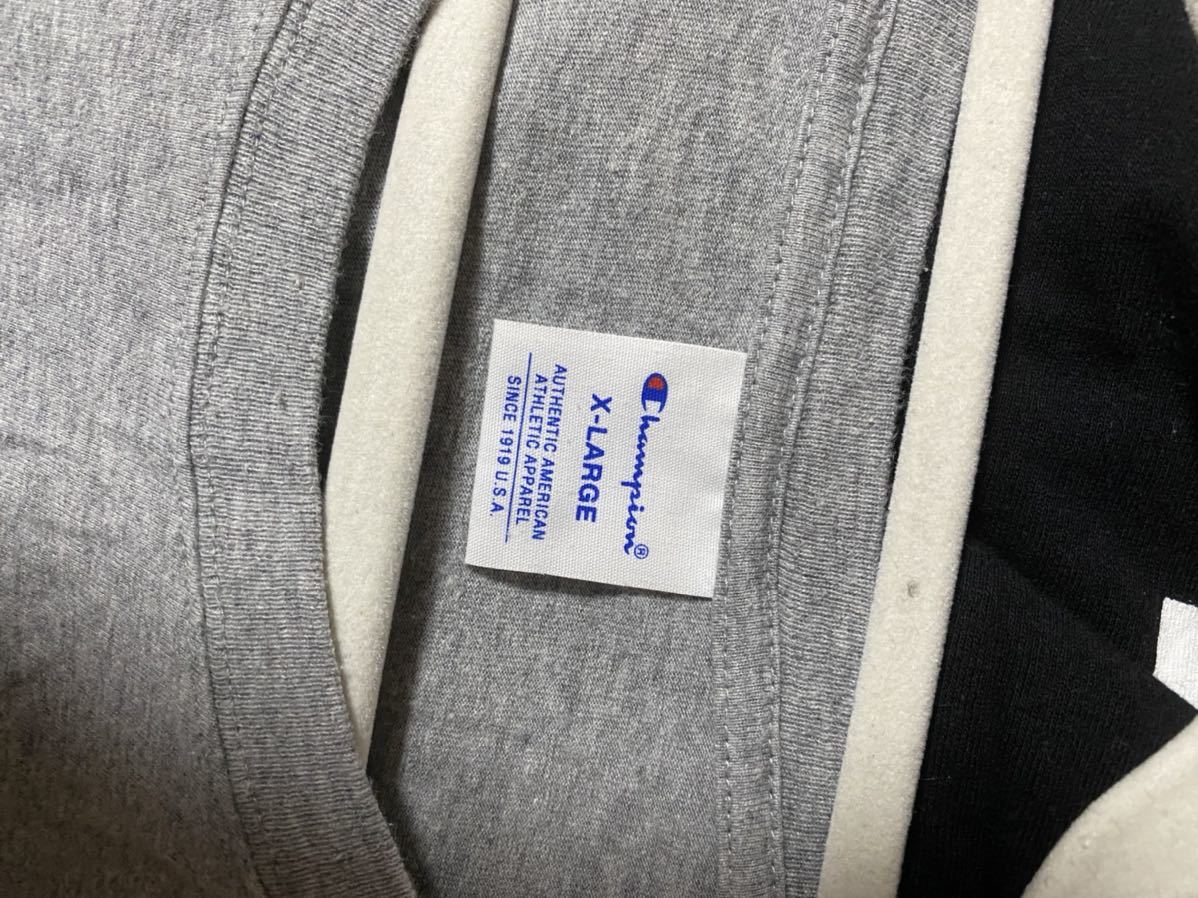 Champion®
X-LARGE
AUTHENTIC AMERICAN
ATHLETIC APPAREL
SINCE 1919 U.S.A.